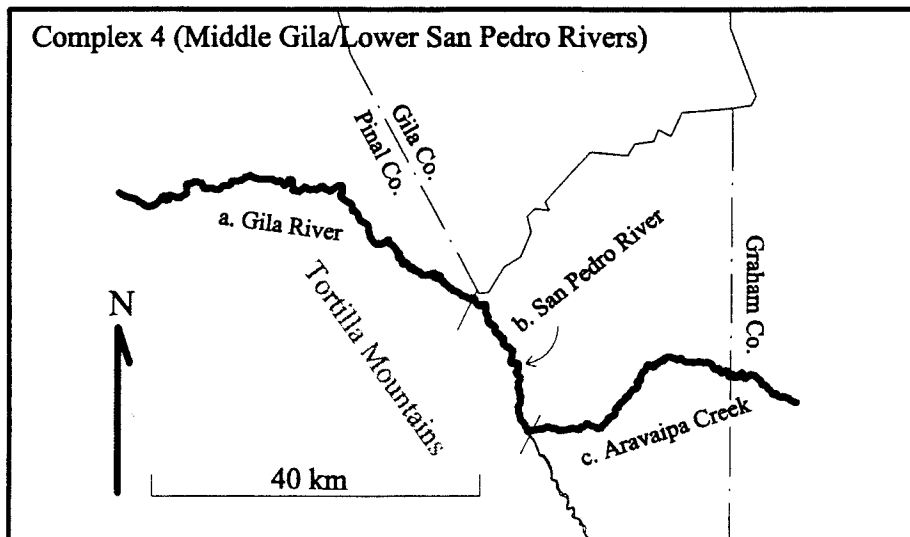 Complex 4 (Middle Gila/Lower San Pedro Rivers)
Gila Co.
Pinal Co.
a. Gila River
b. San Pedro River
Graham Co.
N
Tortilla Mountains
c. Aravaipa Creek
40 km